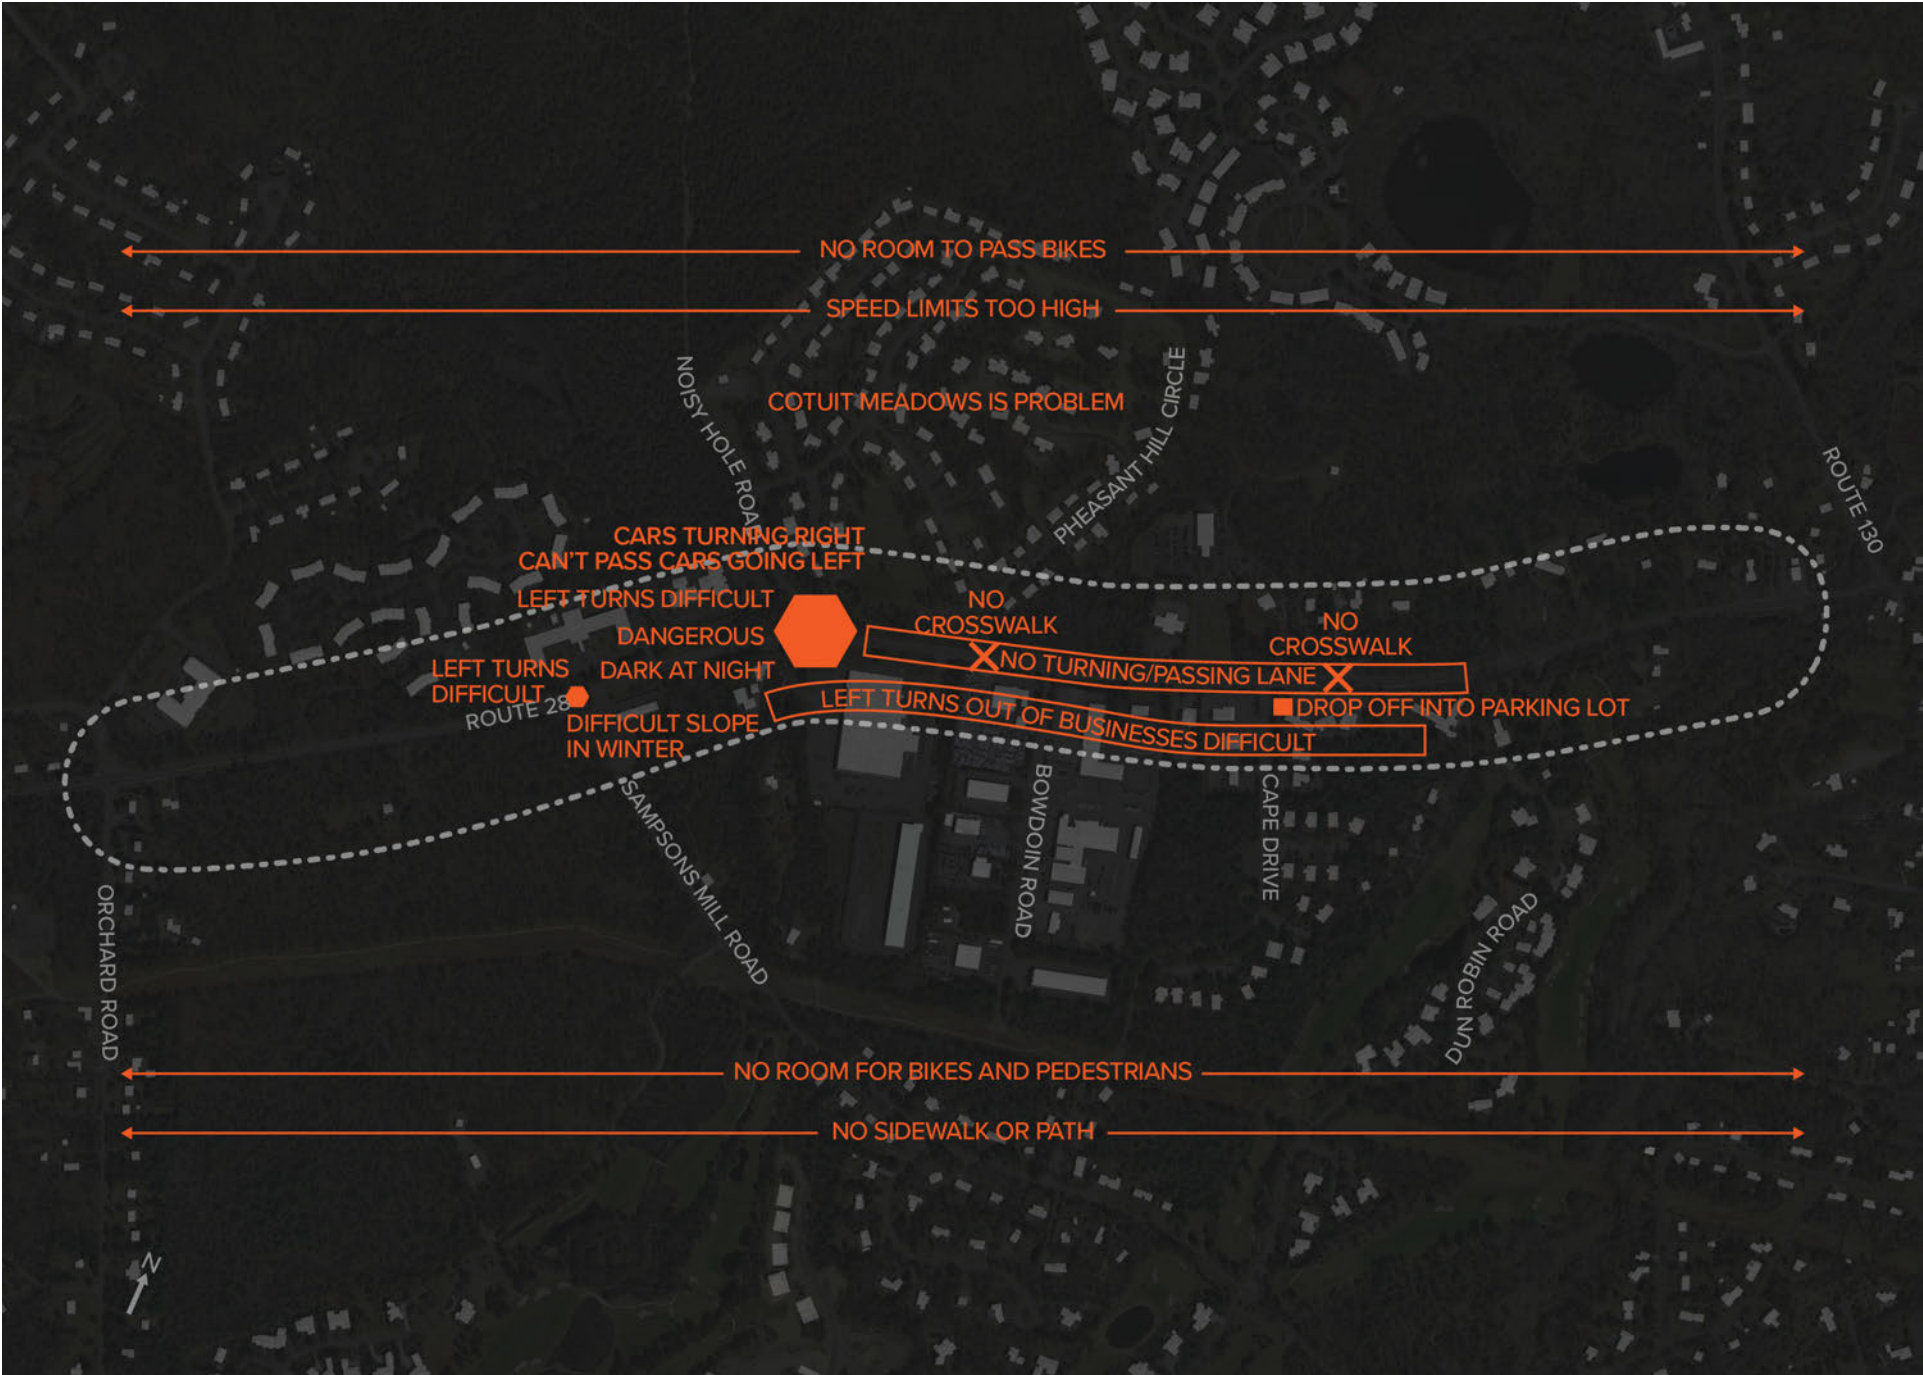 NO ROOM TO PASS BIKES
SPEED LIMITS TOO HIGH
COTUIT MEADOWS IS PROBLEM
NOISY HOLE ROAD
PHEASANT HILL CIRCLE
ROUTE 130
CARS TURNING RIGHT
CAN'T PASS CARS GOING LEFT
LEFT TURNS DIFFICULT
DANGEROUS
DARK AT NIGHT
LEFT TURNS
DIFFICULT
ROUTE 28
DIFFICULT SLOPE
IN WINTER
NO
CROSSWALK
NO
CROSSWALK
NO TURNING/PASSING LANE
LEFT TURNS OUT OF BUSINESSES DIFFICULT
DROP OFF INTO PARKING LOT
SAMPSONS MILL ROAD
BOWDOIN ROAD
CAPE DRIVE
DUN ROBIN ROAD
ORCHARD ROAD
NO ROOM FOR BIKES AND PEDESTRIANS
NO SIDEWALK OR PATH
N